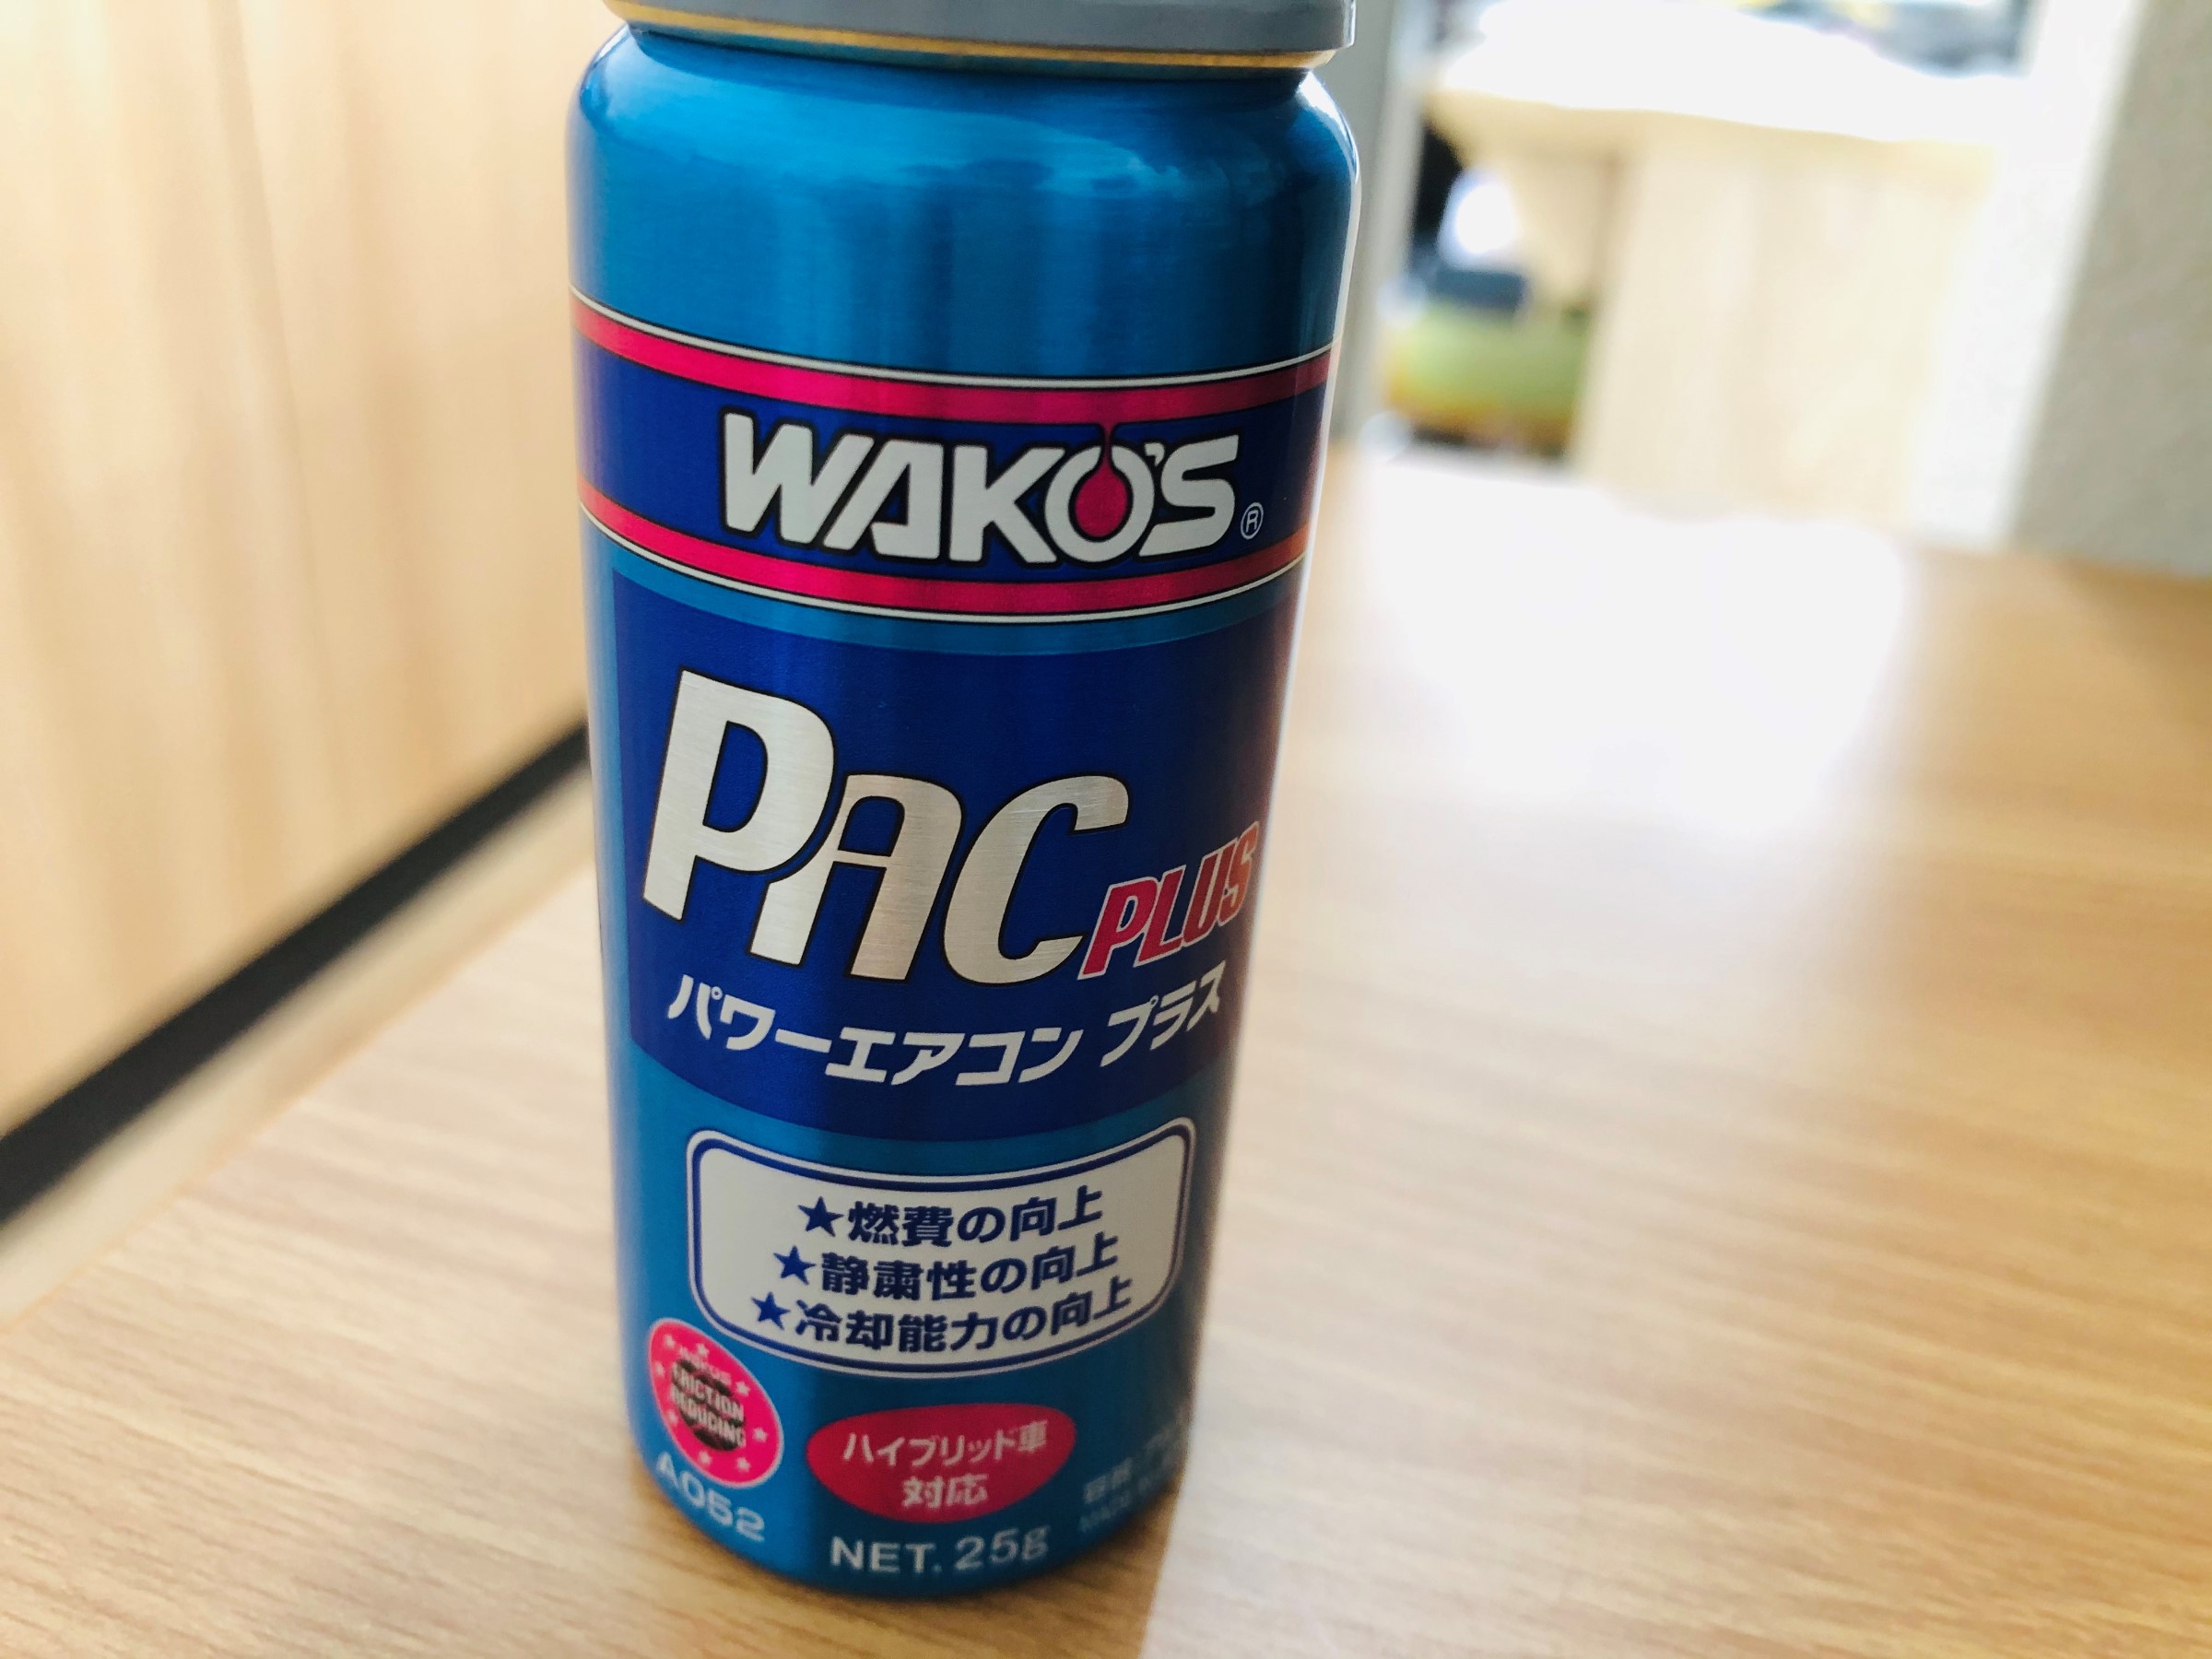 WAKO'S®
PAC PLUS
パワーエアコン プラス
★燃費の向上
★静粛性の向上
★冷却能力の向上
WAKO'S
FRICTION
REDUCING
ハイブリッド車
対応
A052
NET. 25g